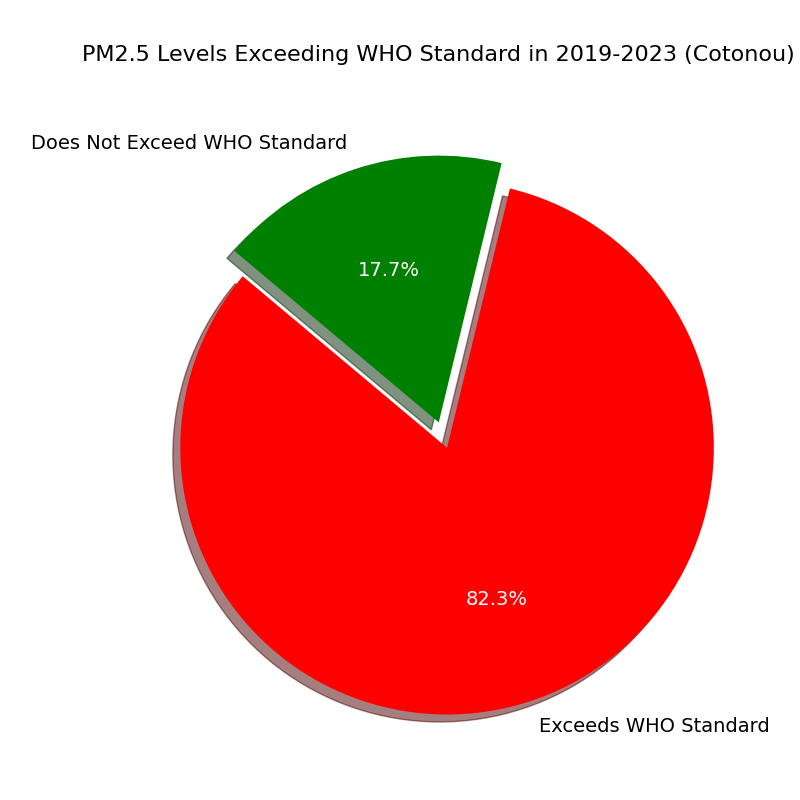 PM2.5 Levels Exceeding WHO Standard in 2019-2023 (Cotonou)
Does Not Exceed WHO Standard
17.7%
82.3%
Exceeds WHO Standard